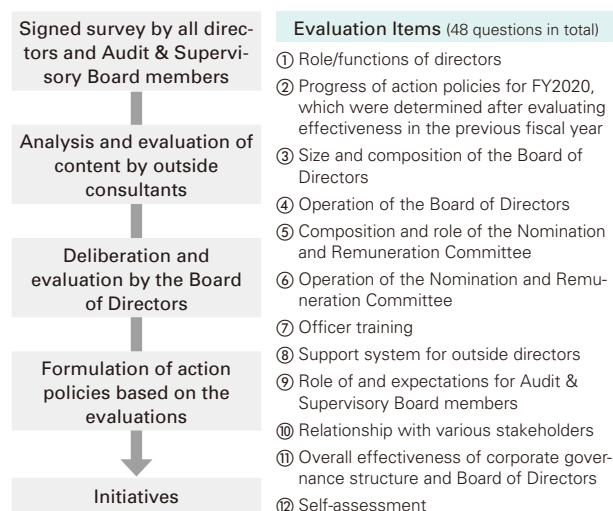 Signed survey by all direc-
tors and Audit & Supervi-
sory Board members
Analysis and evaluation of
content by outside
consultants
Deliberation and
evaluation by the Board
of Directors
Formulation of action
policies based on the
evaluations
Initiatives
Evaluation Items (48 questions in total)
① Role/functions of directors
② Progress of action policies for FY2020,
which were determined after evaluating
effectiveness in the previous fiscal year
③ Size and composition of the Board of
Directors
④ Operation of the Board of Directors
⑤ Composition and role of the Nomination
and Remuneration Committee
⑥ Operation of the Nomination and Remu-
neration Committee
⑦ Officer training
⑧ Support system for outside directors
⑨ Role of and expectations for Audit &
Supervisory Board members
⑩ Relationship with various stakeholders
⑪ Overall effectiveness of corporate gover-
nance structure and Board of Directors
⑫ Self-assessment